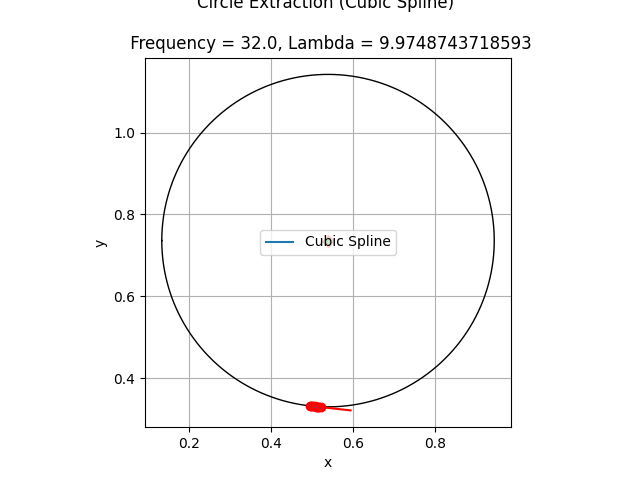 Circle Extraction (Cubic Spline)
Frequency = 32.0, Lambda = 9.9748743718593
1.0
0.8
0.6
0.4
y
Cubic Spline
0.2 0.4 0.6 0.8
x